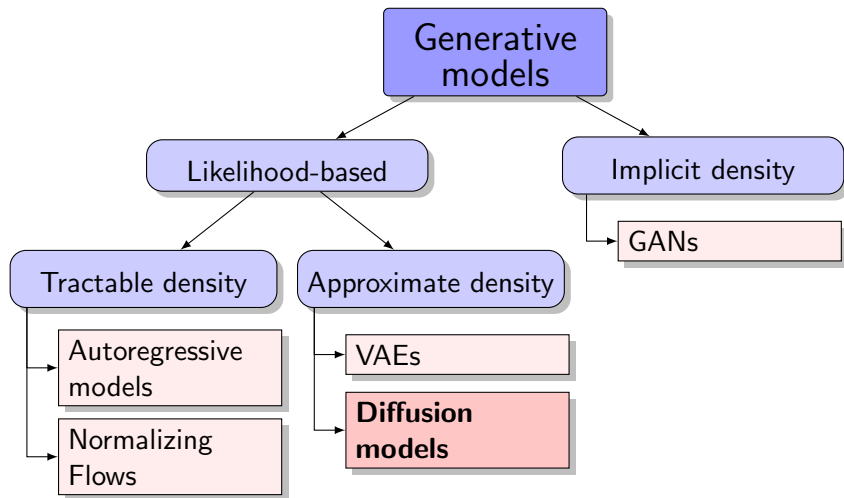 Generative
models
Likelihood-based
Implicit density
GANs
Tractable density
Approximate density
Autoregressive
models
VAEs
Normalizing
Flows
Diffusion
models